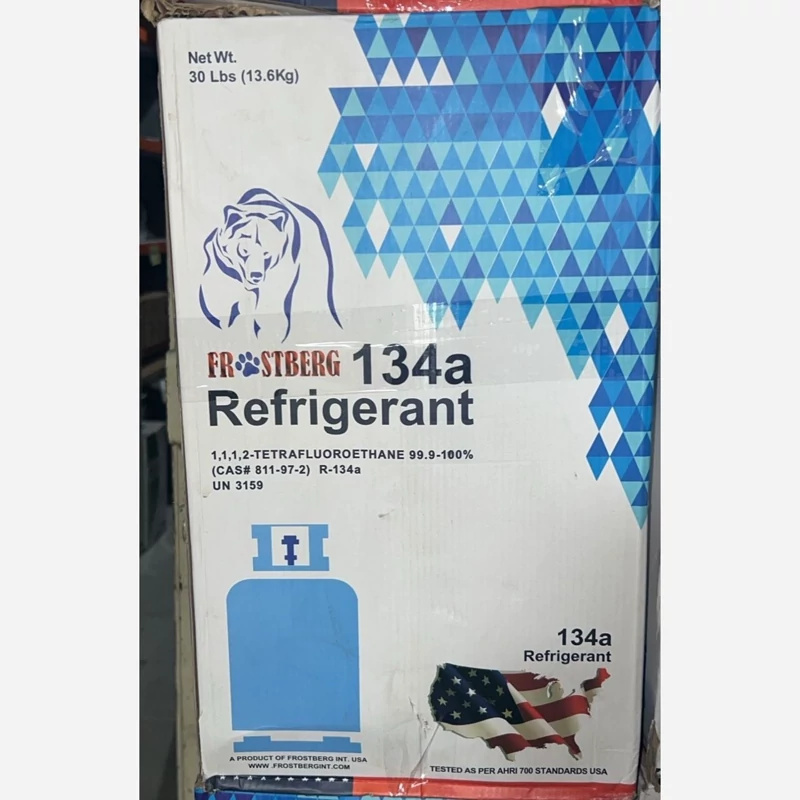 Net Wt.
30 Lbs (13.6Kg)
FROSTBERG 134a
Refrigerant
1,1,1,2-TETRAFLUOROETHANE 99.9-100%
(CAS# 811-97-2) R-134a
UN 3159
134a
Refrigerant
A PRODUCT OF FROSTBERG INT. USA
WWW.FROSTBERGINT.COM
TESTED AS PER AHRI 700 STANDARDS USA